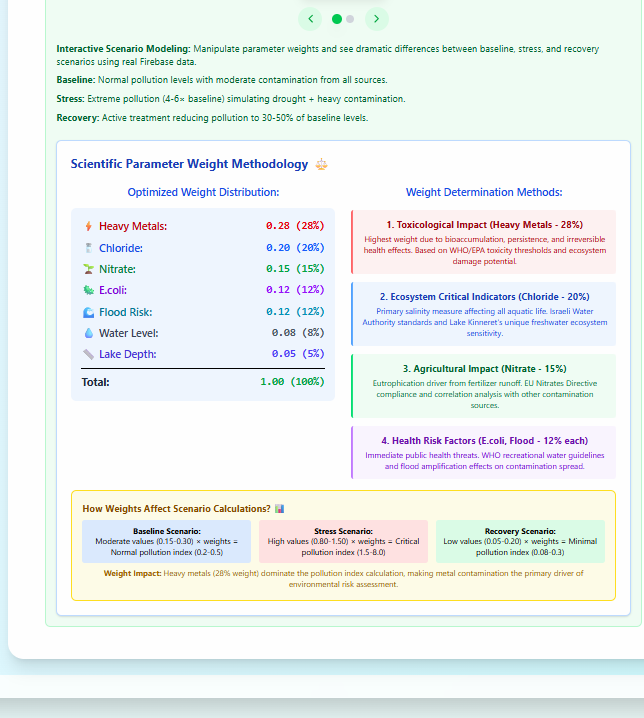 Interactive Scenario Modeling: Manipulate parameter weights and see dramatic differences between baseline, stress, and recovery
scenarios using real Firebase data.
Baseline: Normal pollution levels with moderate contamination from all sources.
Stress: Extreme pollution (4-6× baseline) simulating drought + heavy contamination.
Recovery: Active treatment reducing pollution to 30-50% of baseline levels.
Scientific Parameter Weight Methodology
Optimized Weight Distribution:
Heavy Metals: 0.28 (28%)
Chloride: 0.20 (20%)
Nitrate: 0.15 (15%)
E.coli: 0.12 (12%)
Flood Risk: 0.12 (12%)
Water Level: 0.08 (8%)
Lake Depth: 0.05 (5%)
Total: 1.00 (100%)
Weight Determination Methods:
1. Toxicological Impact (Heavy Metals - 28%)
Highest weight due to bioaccumulation, persistence, and irreversible
health effects. Based on WHO/EPA toxicity thresholds and ecosystem
damage potential.
2. Ecosystem Critical Indicators (Chloride - 20%)
Primary salinity measure affecting all aquatic life. Israeli Water
Authority standards and Lake Kinneret's unique freshwater ecosystem
sensitivity.
3. Agricultural Impact (Nitrate - 15%)
Eutrophication driver from fertilizer runoff. EU Nitrates Directive
compliance and correlation analysis with other contamination
sources.
4. Health Risk Factors (E.coli, Flood - 12% each)
Immediate public health threats. WHO recreational water guidelines
and flood amplification effects on contamination spread.
How Weights Affect Scenario Calculations?
Baseline Scenario:
Moderate values (0.15-0.30) × weights =
Normal pollution index (0.2-0.5)
Stress Scenario:
High values (0.80-1.50) × weights = Critical
pollution index (1.5-8.0)
Recovery Scenario:
Low values (0.05-0.20) × weights = Minimal
pollution index (0.08-0.3)
Weight Impact: Heavy metals (28% weight) dominate the pollution index calculation, making metal contamination the primary driver of
environmental risk assessment.